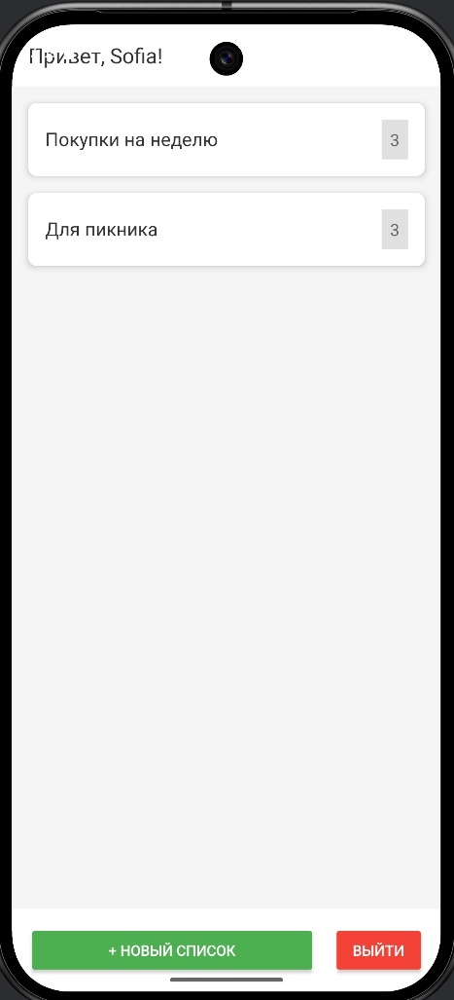 Привет, Sofia!
Покупки на неделю 3
Для пикника 3
+ НОВЫЙ СПИСОК ВЫЙТИ